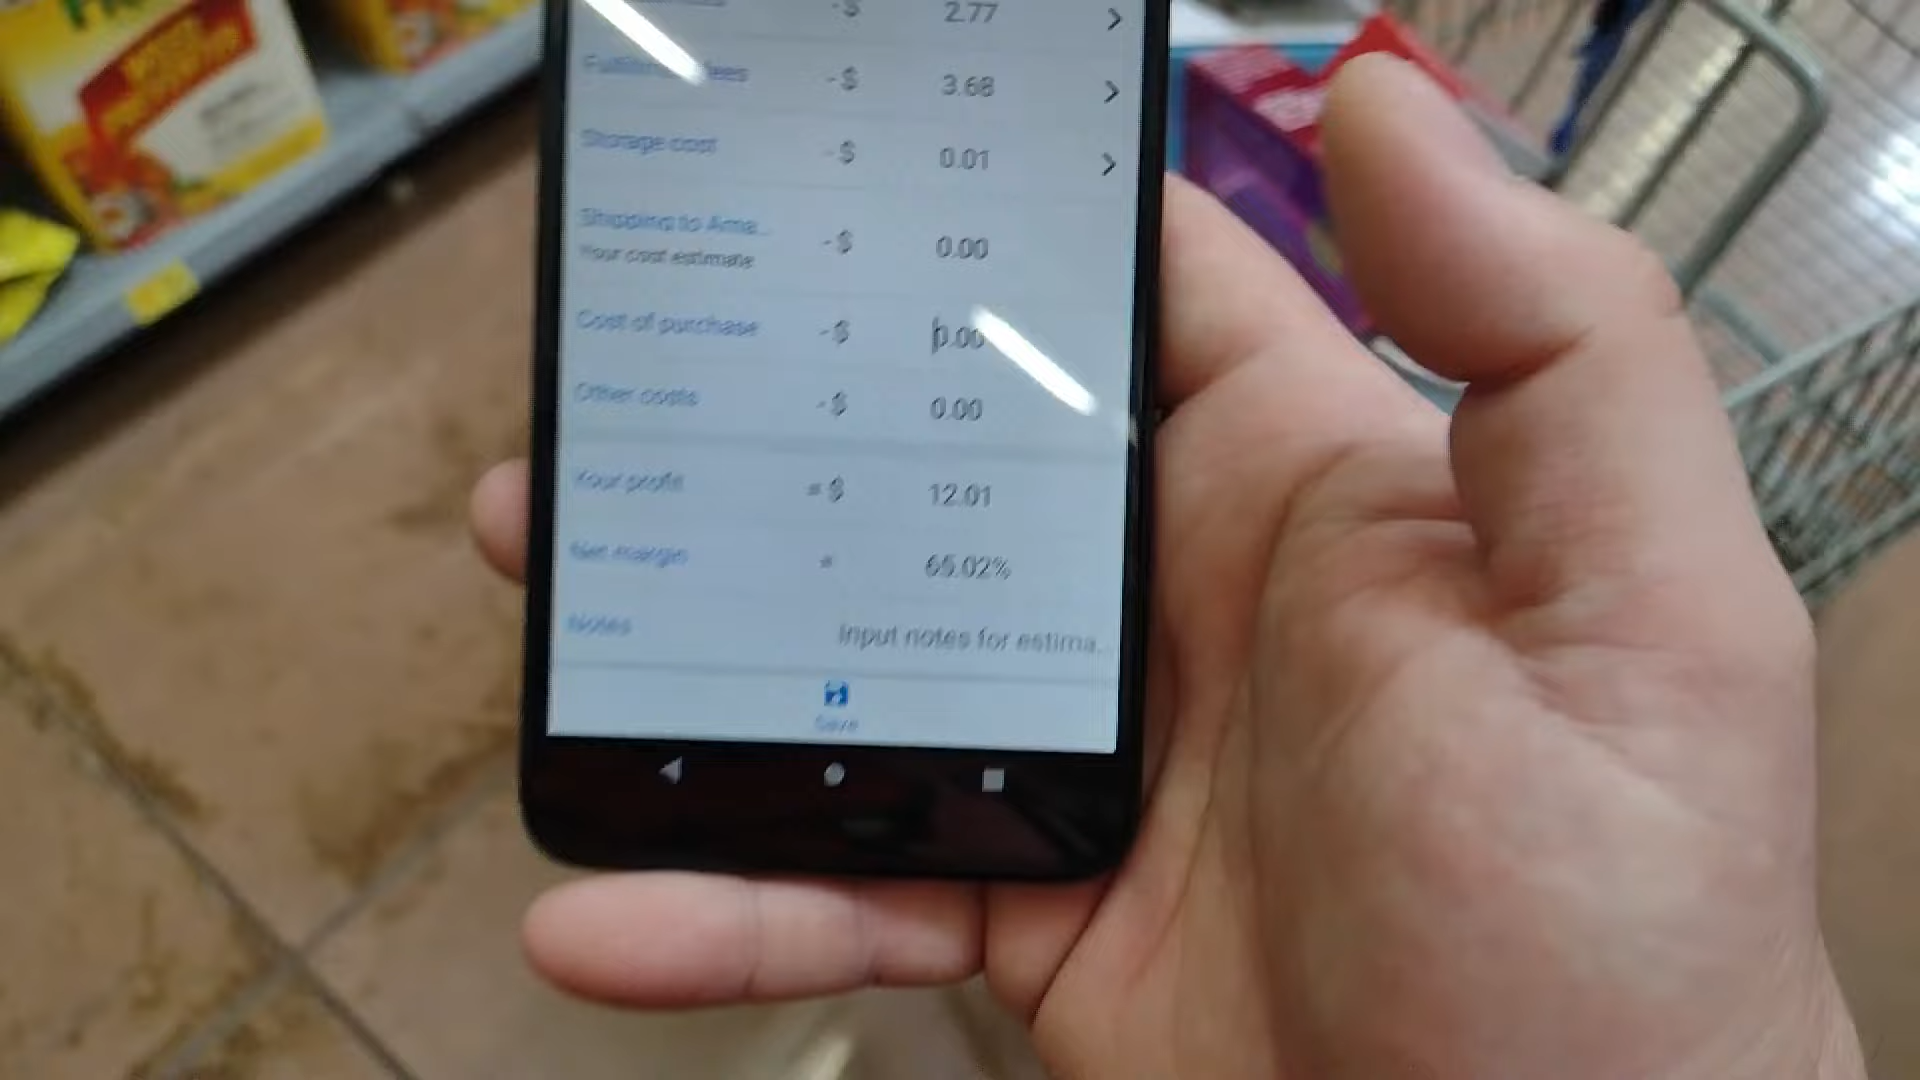 - $ 2.77
Fulfillment fees - $ 3.68
Storage cost - $ 0.01
Shipping to Ama...
Your cost estimate - $ 0.00
Cost of purchase - $ 0.00
Other costs - $ 0.00
Your profit = $ 12.01
Net margin = 65.02%
Notes Input notes for estima...
Save